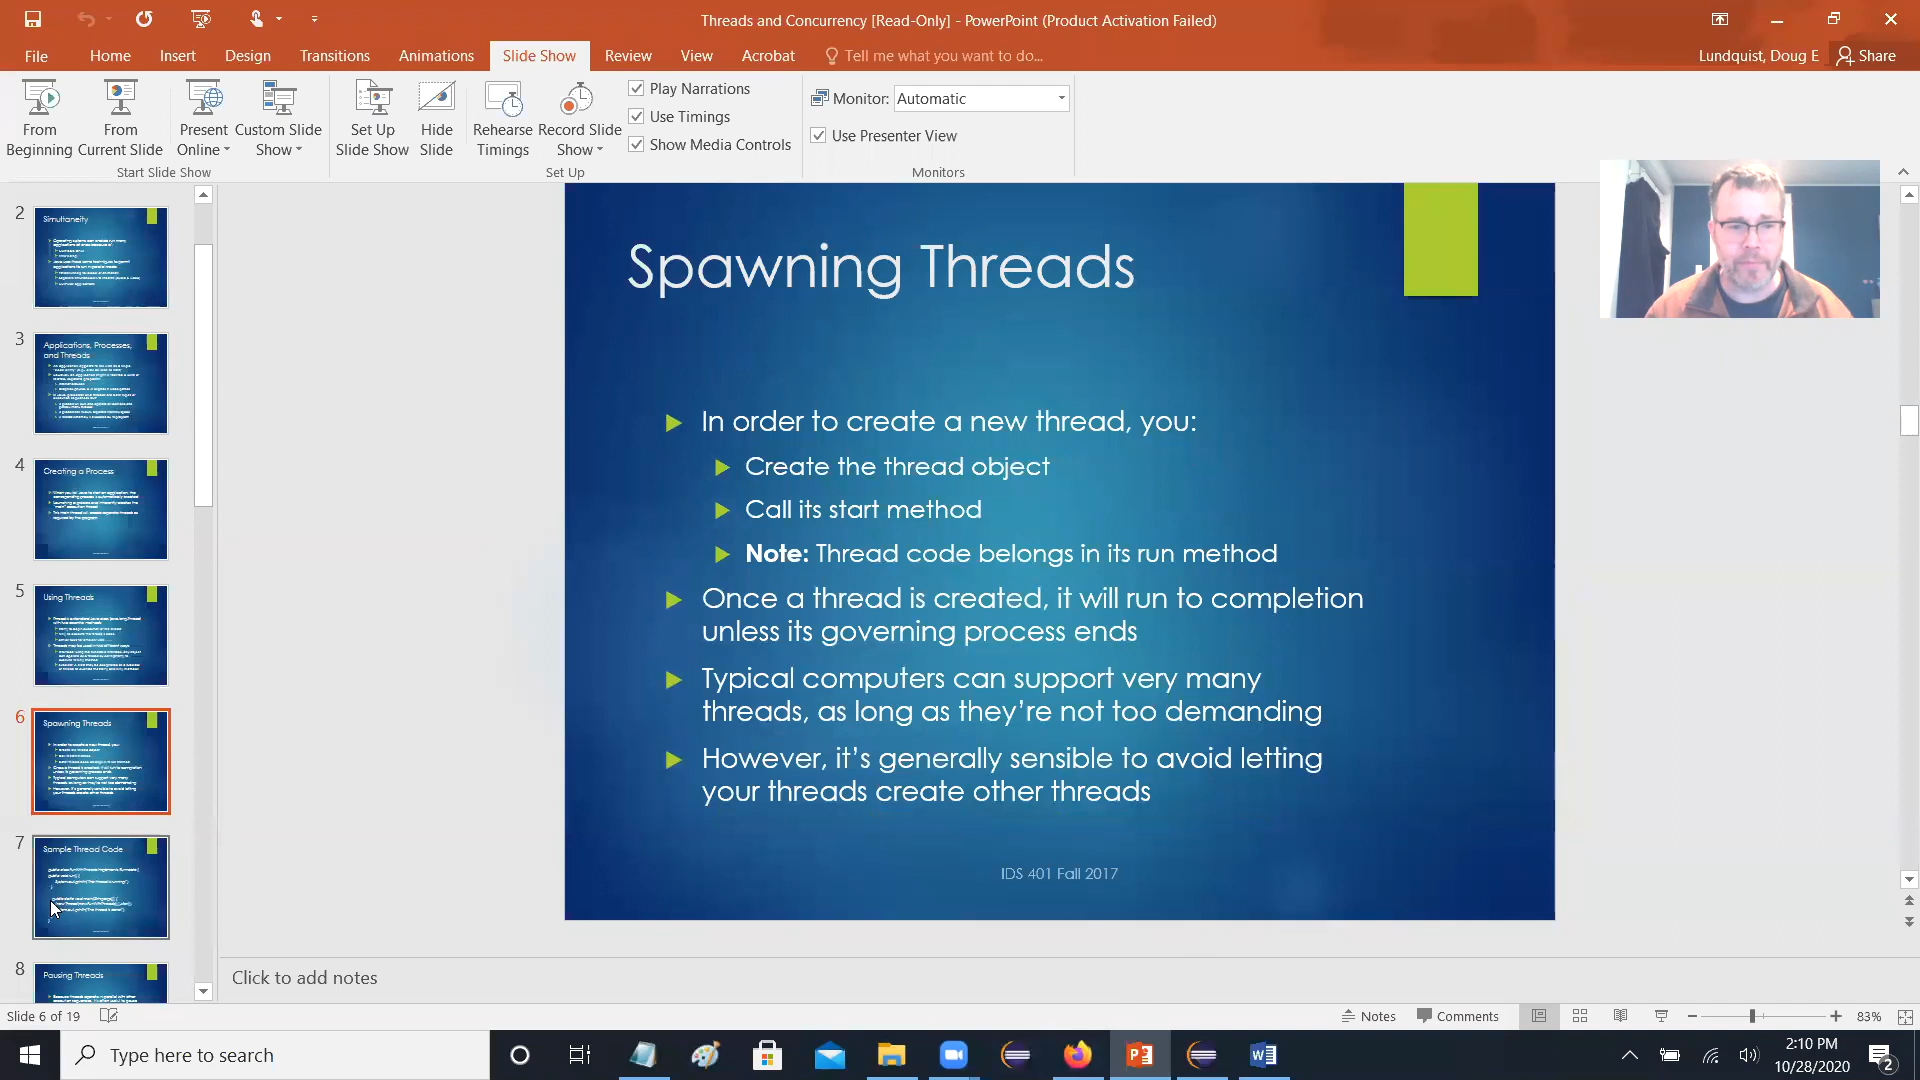 Threads and Concurrency [Read-Only] - PowerPoint (Product Activation Failed)
File Home Insert Design Transitions Animations Slide Show Review View Acrobat Tell me what you want to do...
Lundquist, Doug E Share
From Beginning
From Current Slide
Present Online
Custom Slide Show
Start Slide Show
Set Up Slide Show
Hide Slide
Rehearse Timings
Record Slide Show
Play Narrations
Use Timings
Show Media Controls
Set Up
Monitor: Automatic
Use Presenter View
Monitors
2
Simultaneity
3
Applications, Processes,
and Threads
4
Creating a Process
5
Using Threads
6
Spawning Threads
7
Sample Thread Code
8
Pausing Threads
Spawning Threads
In order to create a new thread, you:
Create the thread object
Call its start method
Note: Thread code belongs in its run method
Once a thread is created, it will run to completion
unless its governing process ends
Typical computers can support very many
threads, as long as they're not too demanding
However, it's generally sensible to avoid letting
your threads create other threads
IDS 401 Fall 2017
Click to add notes
Slide 6 of 19
Notes Comments 83%
Type here to search
2:10 PM
10/28/2020
2